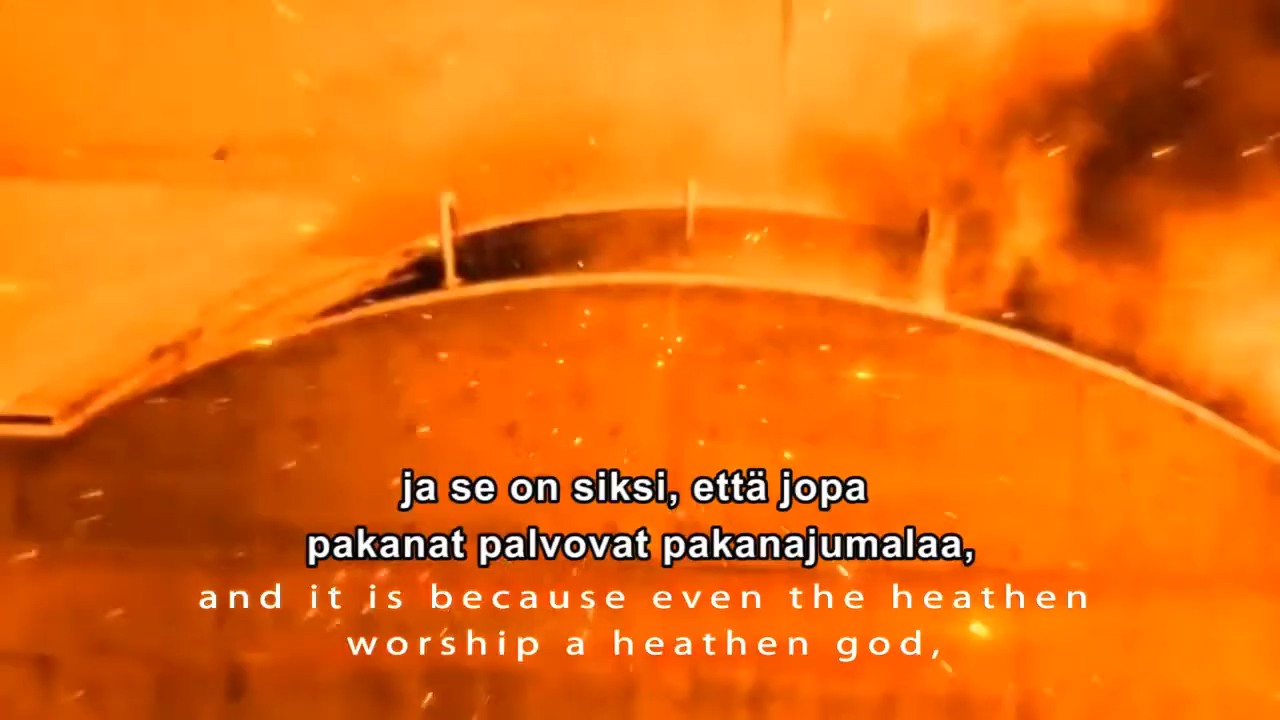 ja se on siksi, että jopa
pakanat palvovat pakanajumalaa,
and it is because even the heathen
worship a heathen god,